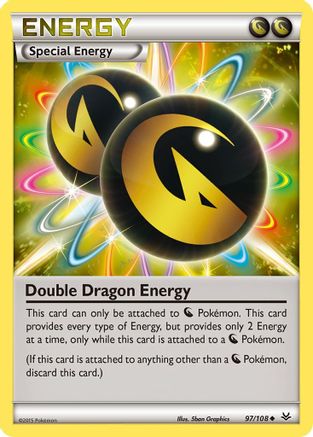 ENERGY
Special Energy
Double Dragon Energy
This card can only be attached to Pokémon. This card
provides every type of Energy, but provides only 2 Energy
at a time, only while this card is attached to a Pokémon.
(If this card is attached to anything other than a Pokémon,
discard this card.)
©2015 Pokémon
Illus. 5ban Graphics
97/108